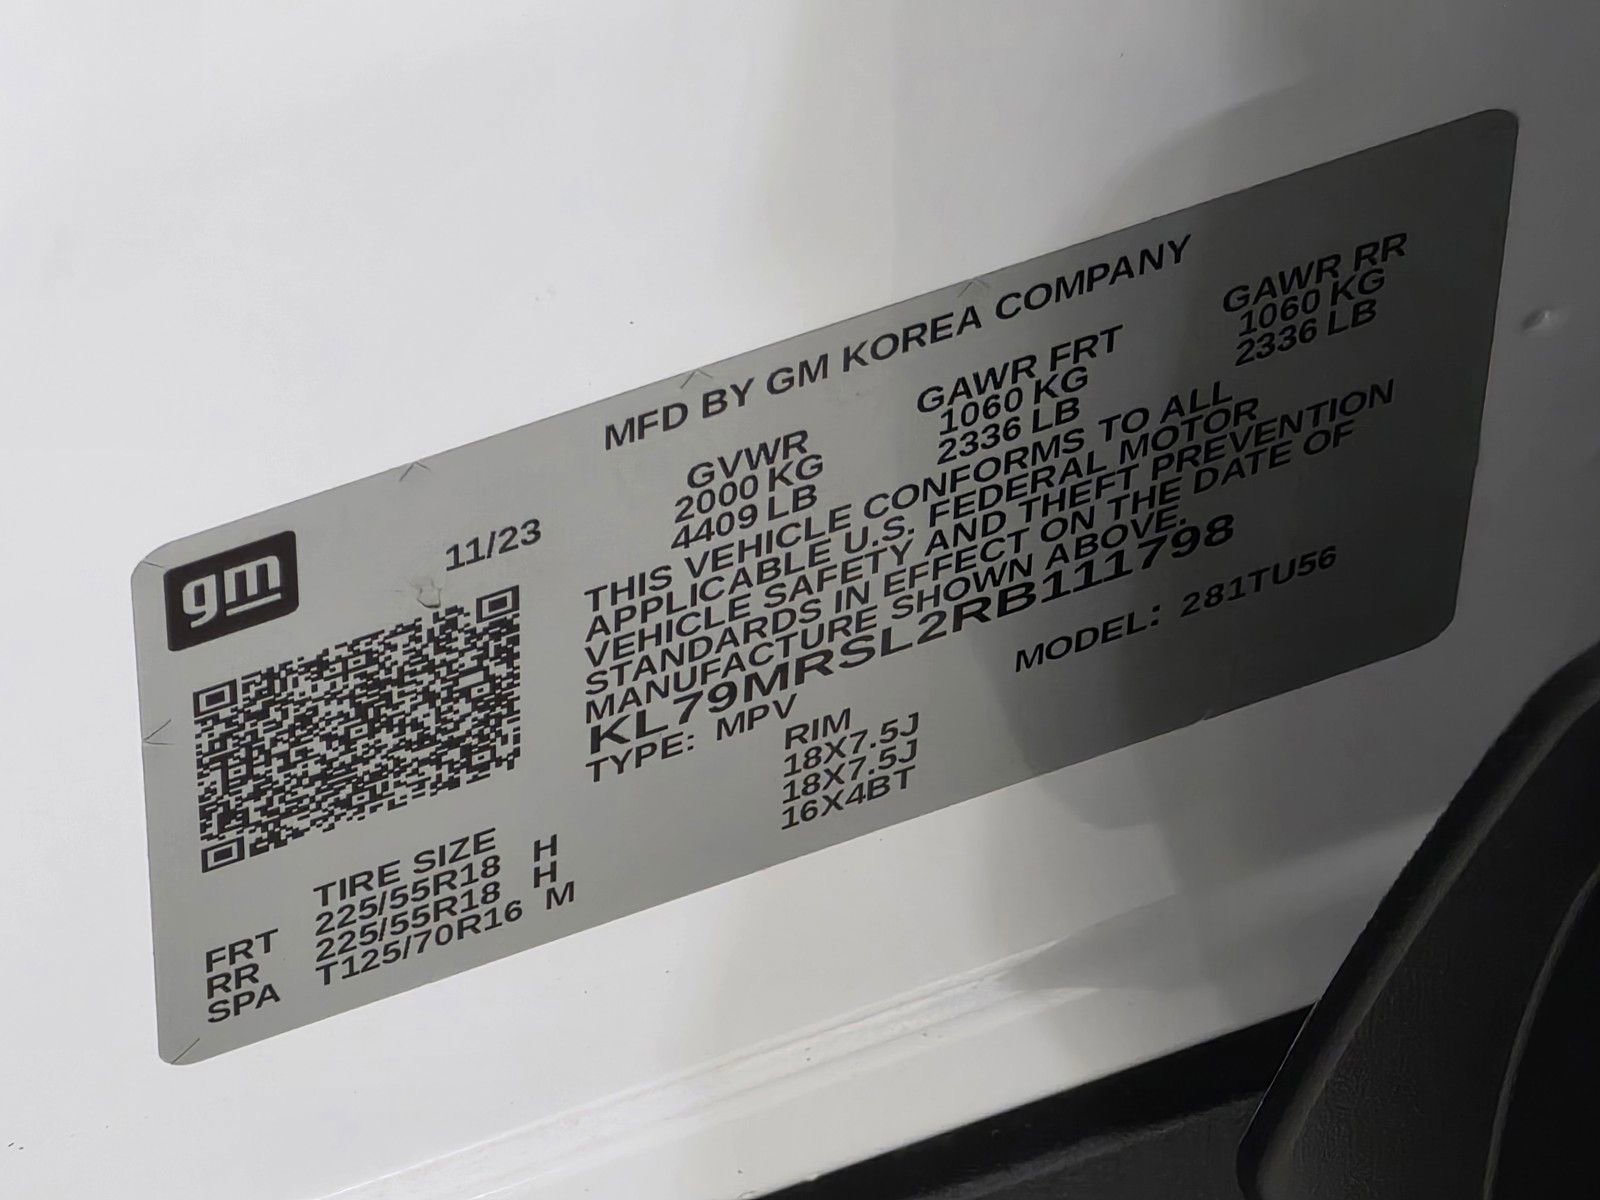 gm
11/23
MFD BY GM KOREA COMPANY
GVWR GAWR FRT GAWR RR
2000 KG 1060 KG 1060 KG
4409 LB 2336 LB 2336 LB
THIS VEHICLE CONFORMS TO ALL
APPLICABLE U.S. FEDERAL MOTOR
VEHICLE SAFETY AND THEFT PREVENTION
STANDARDS IN EFFECT ON THE DATE OF
MANUFACTURE SHOWN ABOVE.
KL79MRSL2RB111798
TYPE: MPV MODEL: 281TU56
TIRE SIZE RIM
FRT 225/55R18 H 18X7.5J
RR 225/55R18 H 18X7.5J
SPA T125/70R16 M 16X4BT